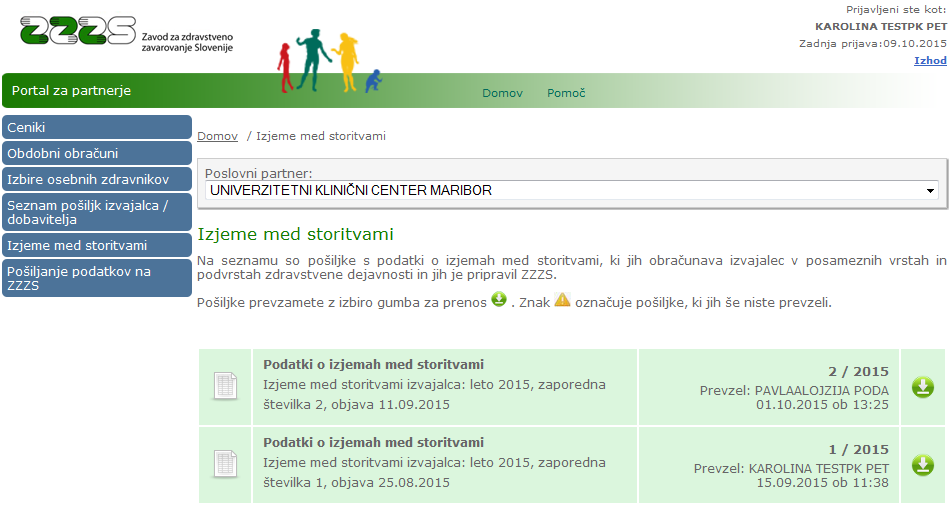 ZZZS
Zavod za zdravstveno
zavarovanje Slovenije
Prijavljeni ste kot:
KAROLINA TESTPK PET
Zadnja prijava:09.10.2015
Izhod
Portal za partnerje
Domov
Pomoč
Ceniki
Obdobni obračuni
Izbire osebnih zdravnikov
Seznam pošiljk izvajalca /
dobavitelja
Izjeme med storitvami
Pošiljanje podatkov na
ZZZS
Domov / Izjeme med storitvami
Poslovni partner:
UNIVERZITETNI KLINIČNI CENTER MARIBOR
Izjeme med storitvami
Na seznamu so pošiljke s podatki o izjemah med storitvami, ki jih obračunava izvajalec v posameznih vrstah in
podvrstah zdravstvene dejavnosti in jih je pripravil ZZZS.
Pošiljke prevzamete z izbiro gumba za prenos . Znak označuje pošiljke, ki jih še niste prevzeli.
Podatki o izjemah med storitvami
Izjeme med storitvami izvajalca: leto 2015, zaporedna
številka 2, objava 11.09.2015
2 / 2015
Prevzel: PAVLAALOJZIJA PODA
01.10.2015 ob 13:25
Podatki o izjemah med storitvami
Izjeme med storitvami izvajalca: leto 2015, zaporedna
številka 1, objava 25.08.2015
1 / 2015
Prevzel: KAROLINA TESTPK PET
15.09.2015 ob 11:38